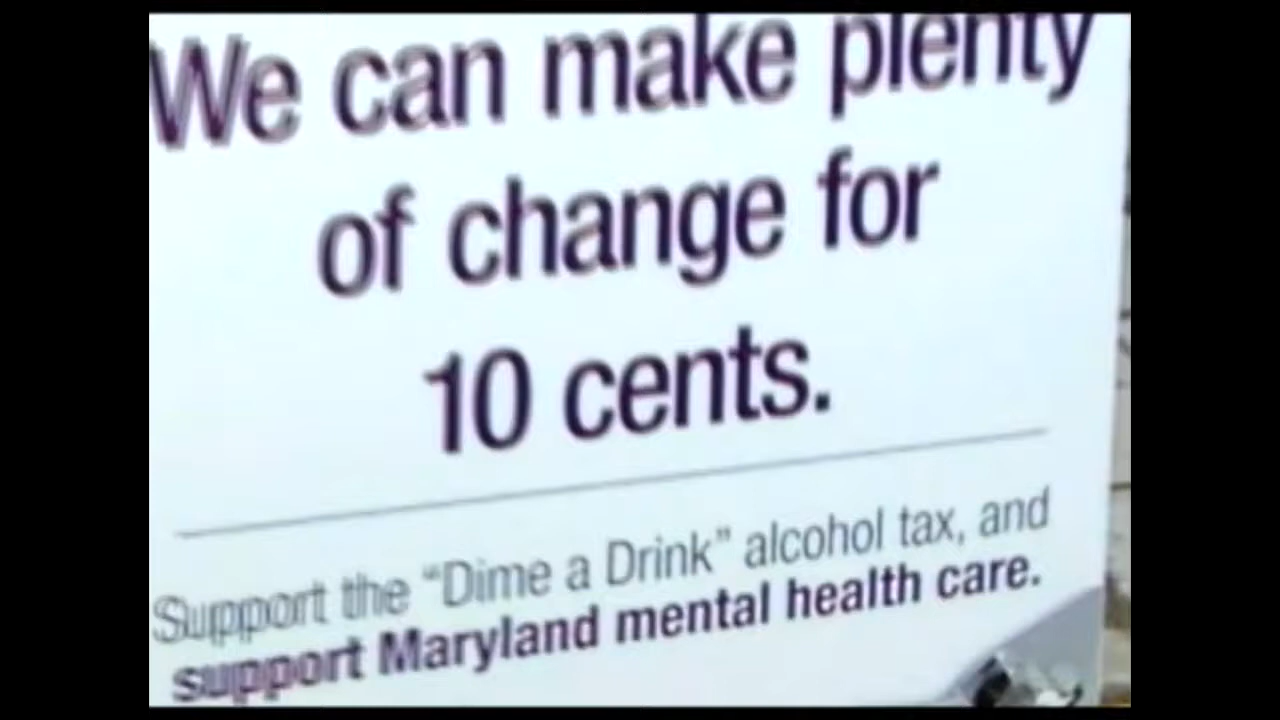 We can make plenty
of change for
10 cents.
Support the “Dime a Drink” alcohol tax, and
support Maryland mental health care.